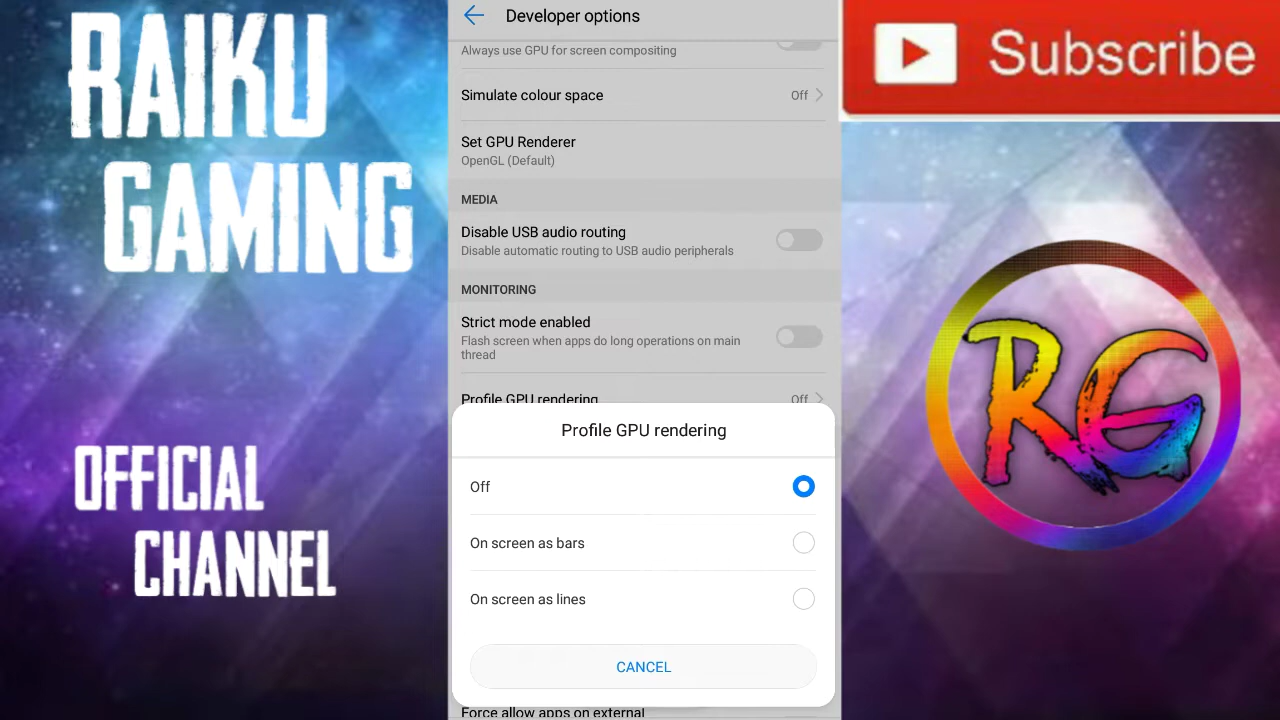 RAIKU
GAMING
OFFICIAL
CHANNEL
Developer options
Always use GPU for screen compositing
Simulate colour space
Off
Set GPU Renderer
OpenGL (Default)
MEDIA
Disable USB audio routing
Disable automatic routing to USB audio peripherals
MONITORING
Strict mode enabled
Flash screen when apps do long operations on main
thread
Profile GPU rendering
Off
Profile GPU rendering
Off
On screen as bars
On screen as lines
CANCEL
Force allow apps on external
Subscribe
RG